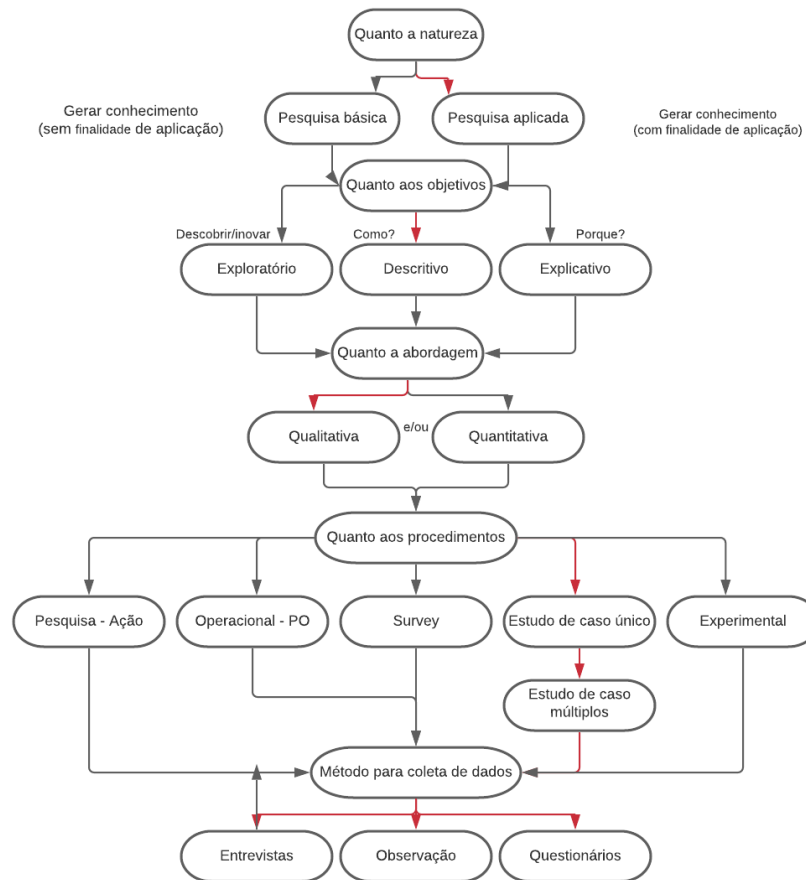 Quanto a natureza
Gerar conhecimento
(sem finalidade de aplicação)
Pesquisa básica
Pesquisa aplicada
Gerar conhecimento
(com finalidade de aplicação)
Quanto aos objetivos
Descobrir/inovar
Como?
Porque?
Exploratório
Descritivo
Explicativo
Quanto a abordagem
Qualitativa
e/ou
Quantitativa
Quanto aos procedimentos
Pesquisa - Ação
Operacional - PO
Survey
Estudo de caso único
Experimental
Estudo de caso
múltiplos
Método para coleta de dados
Entrevistas
Observação
Questionários